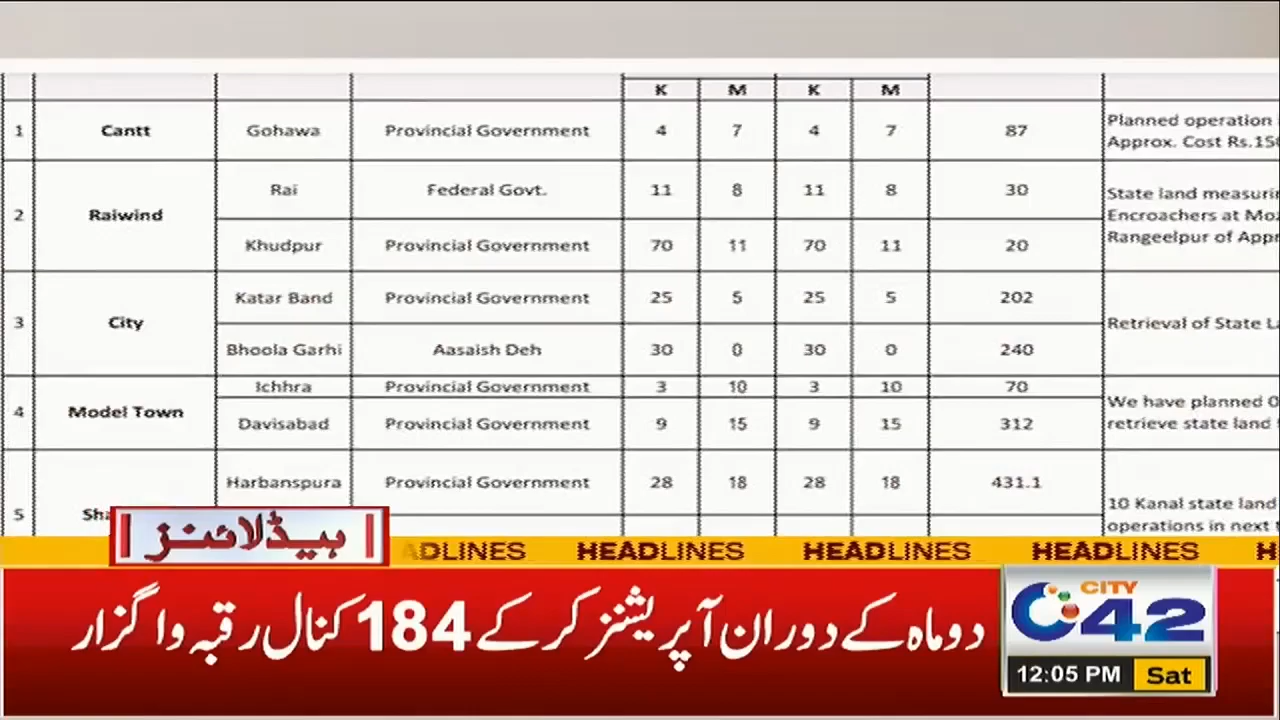 K M K M
1 Cantt Gohawa Provincial Government 4 7 4 7 87 Planned operation
Approx. Cost Rs.150
2 Raiwind Rai Federal Govt. 11 8 11 8 30 State land measuring
Encroachers at Moz
Khudpur Provincial Government 70 11 70 11 20 Rangeelpur of Appr
3 City Katar Band Provincial Government 25 5 25 5 202 Retrieval of State La
Bhoola Garhi Aasaish Deh 30 0 30 0 240
4 Model Town Ichhra Provincial Government 3 10 3 10 70 We have planned
Davisabad Provincial Government 9 15 9 15 312 retrieve state land
5 Sha Harbanspura Provincial Government 28 18 28 18 431.1 10 Kanal state land
operations in next
ہیڈلائنز
ADLINES HEADLINES HEADLINES HEADLINES H
دو ماہ کے دوران آپریشنز کر کے 184 کنال رقبہ واگزار
CITY
42
12:05 PM Sat